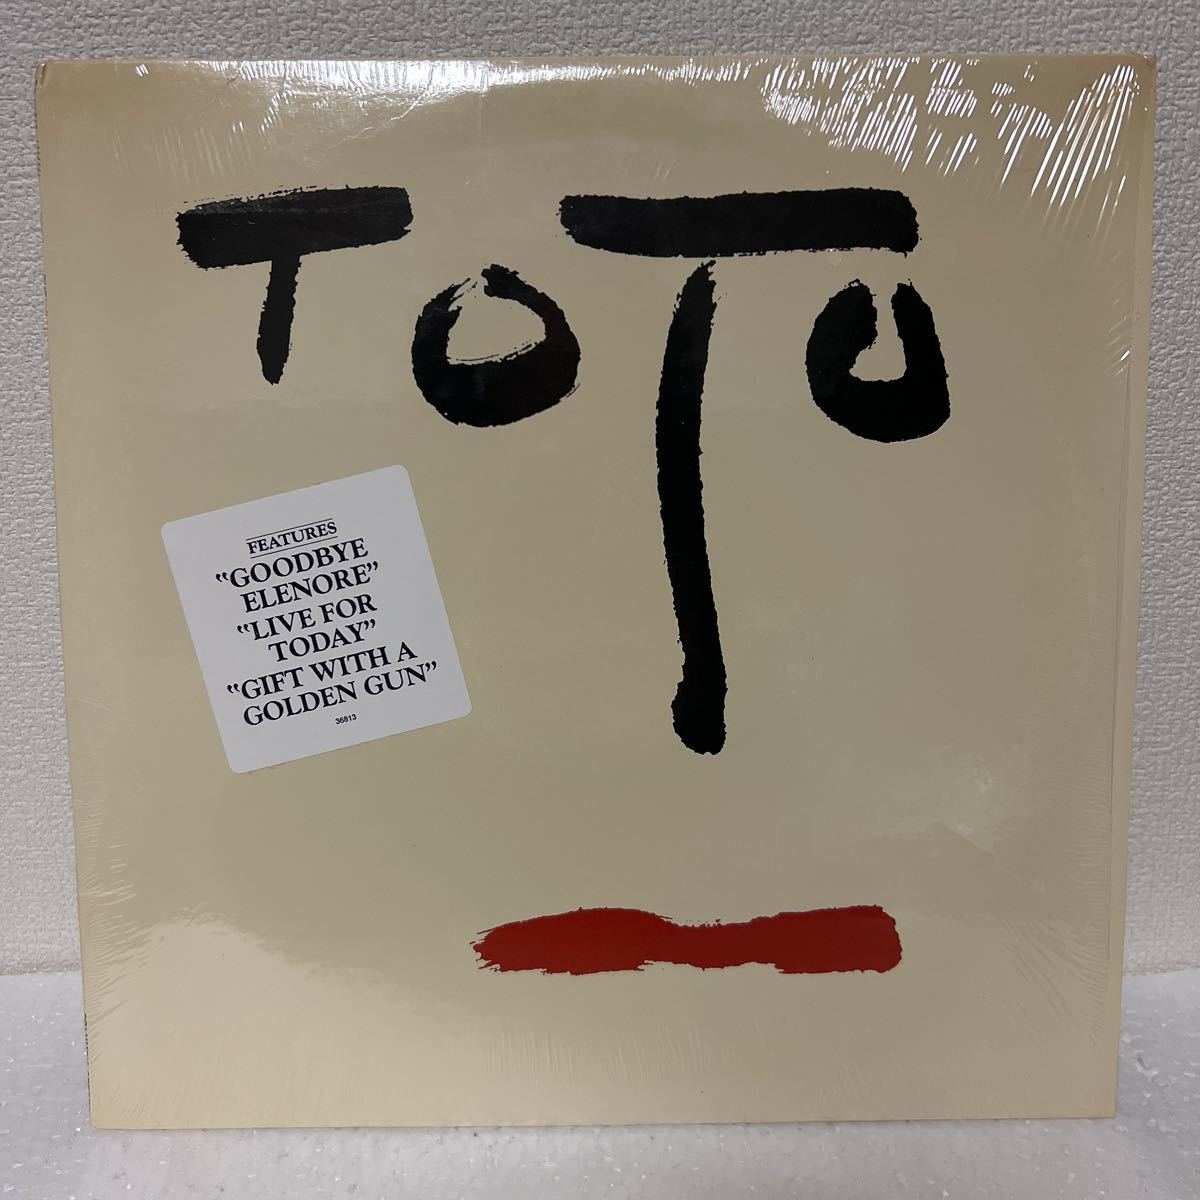 TOTO
FEATURES
“GOODBYE
ELENORE”
“LIVE FOR
TODAY”
“GIFT WITH A
GOLDEN GUN”
36813